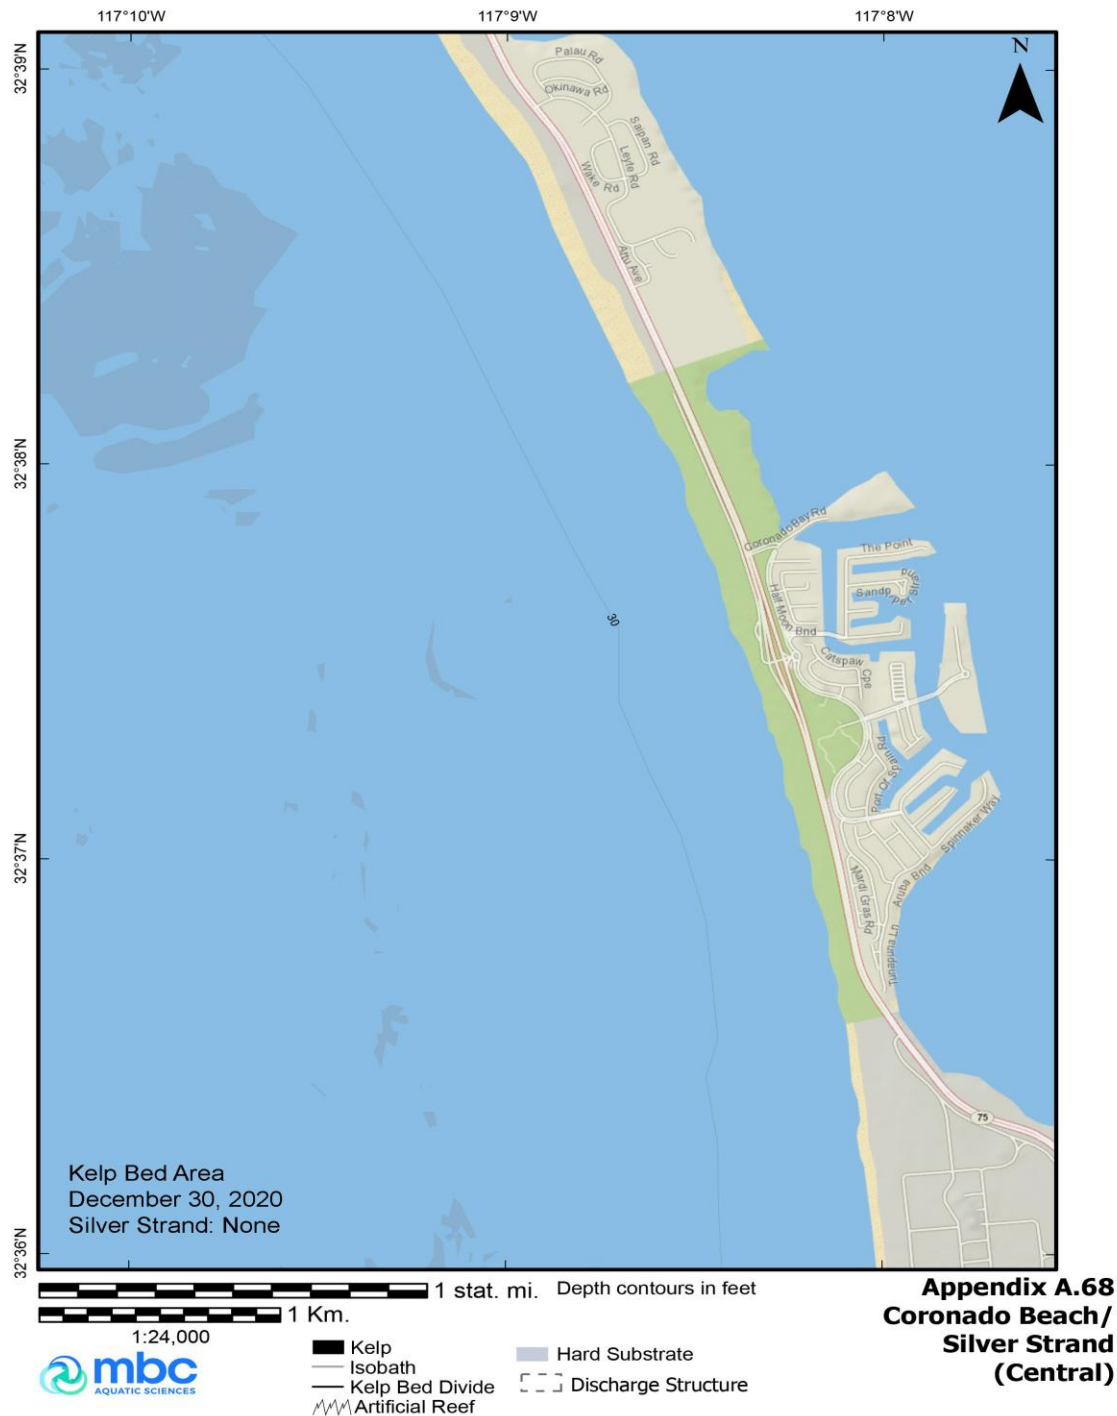 117°10'W 117°9'W 117°8'W
32°39'N
32°38'N
32°37'N
32°36'N
N
Palau Rd
Okinawa Rd
Saipan Rd
Leyte Rd
Wake Rd
Attu Ave
Coronado Bay Rd
The Point
Sandpiper Strand
Half Moon Bnd
Catspaw Cpe
Port Of Spain Rd
Spinnaker Way
Aruba Bnd
Mardi Gras Rd
Tunapuna Ln
30
75
Kelp Bed Area
December 30, 2020
Silver Strand: None
1 stat. mi. Depth contours in feet
1 Km.
1:24,000
mbc
AQUATIC SCIENCES
Kelp
Isobath
Kelp Bed Divide
Artificial Reef
Hard Substrate
Discharge Structure
Appendix A.68
Coronado Beach/
Silver Strand
(Central)